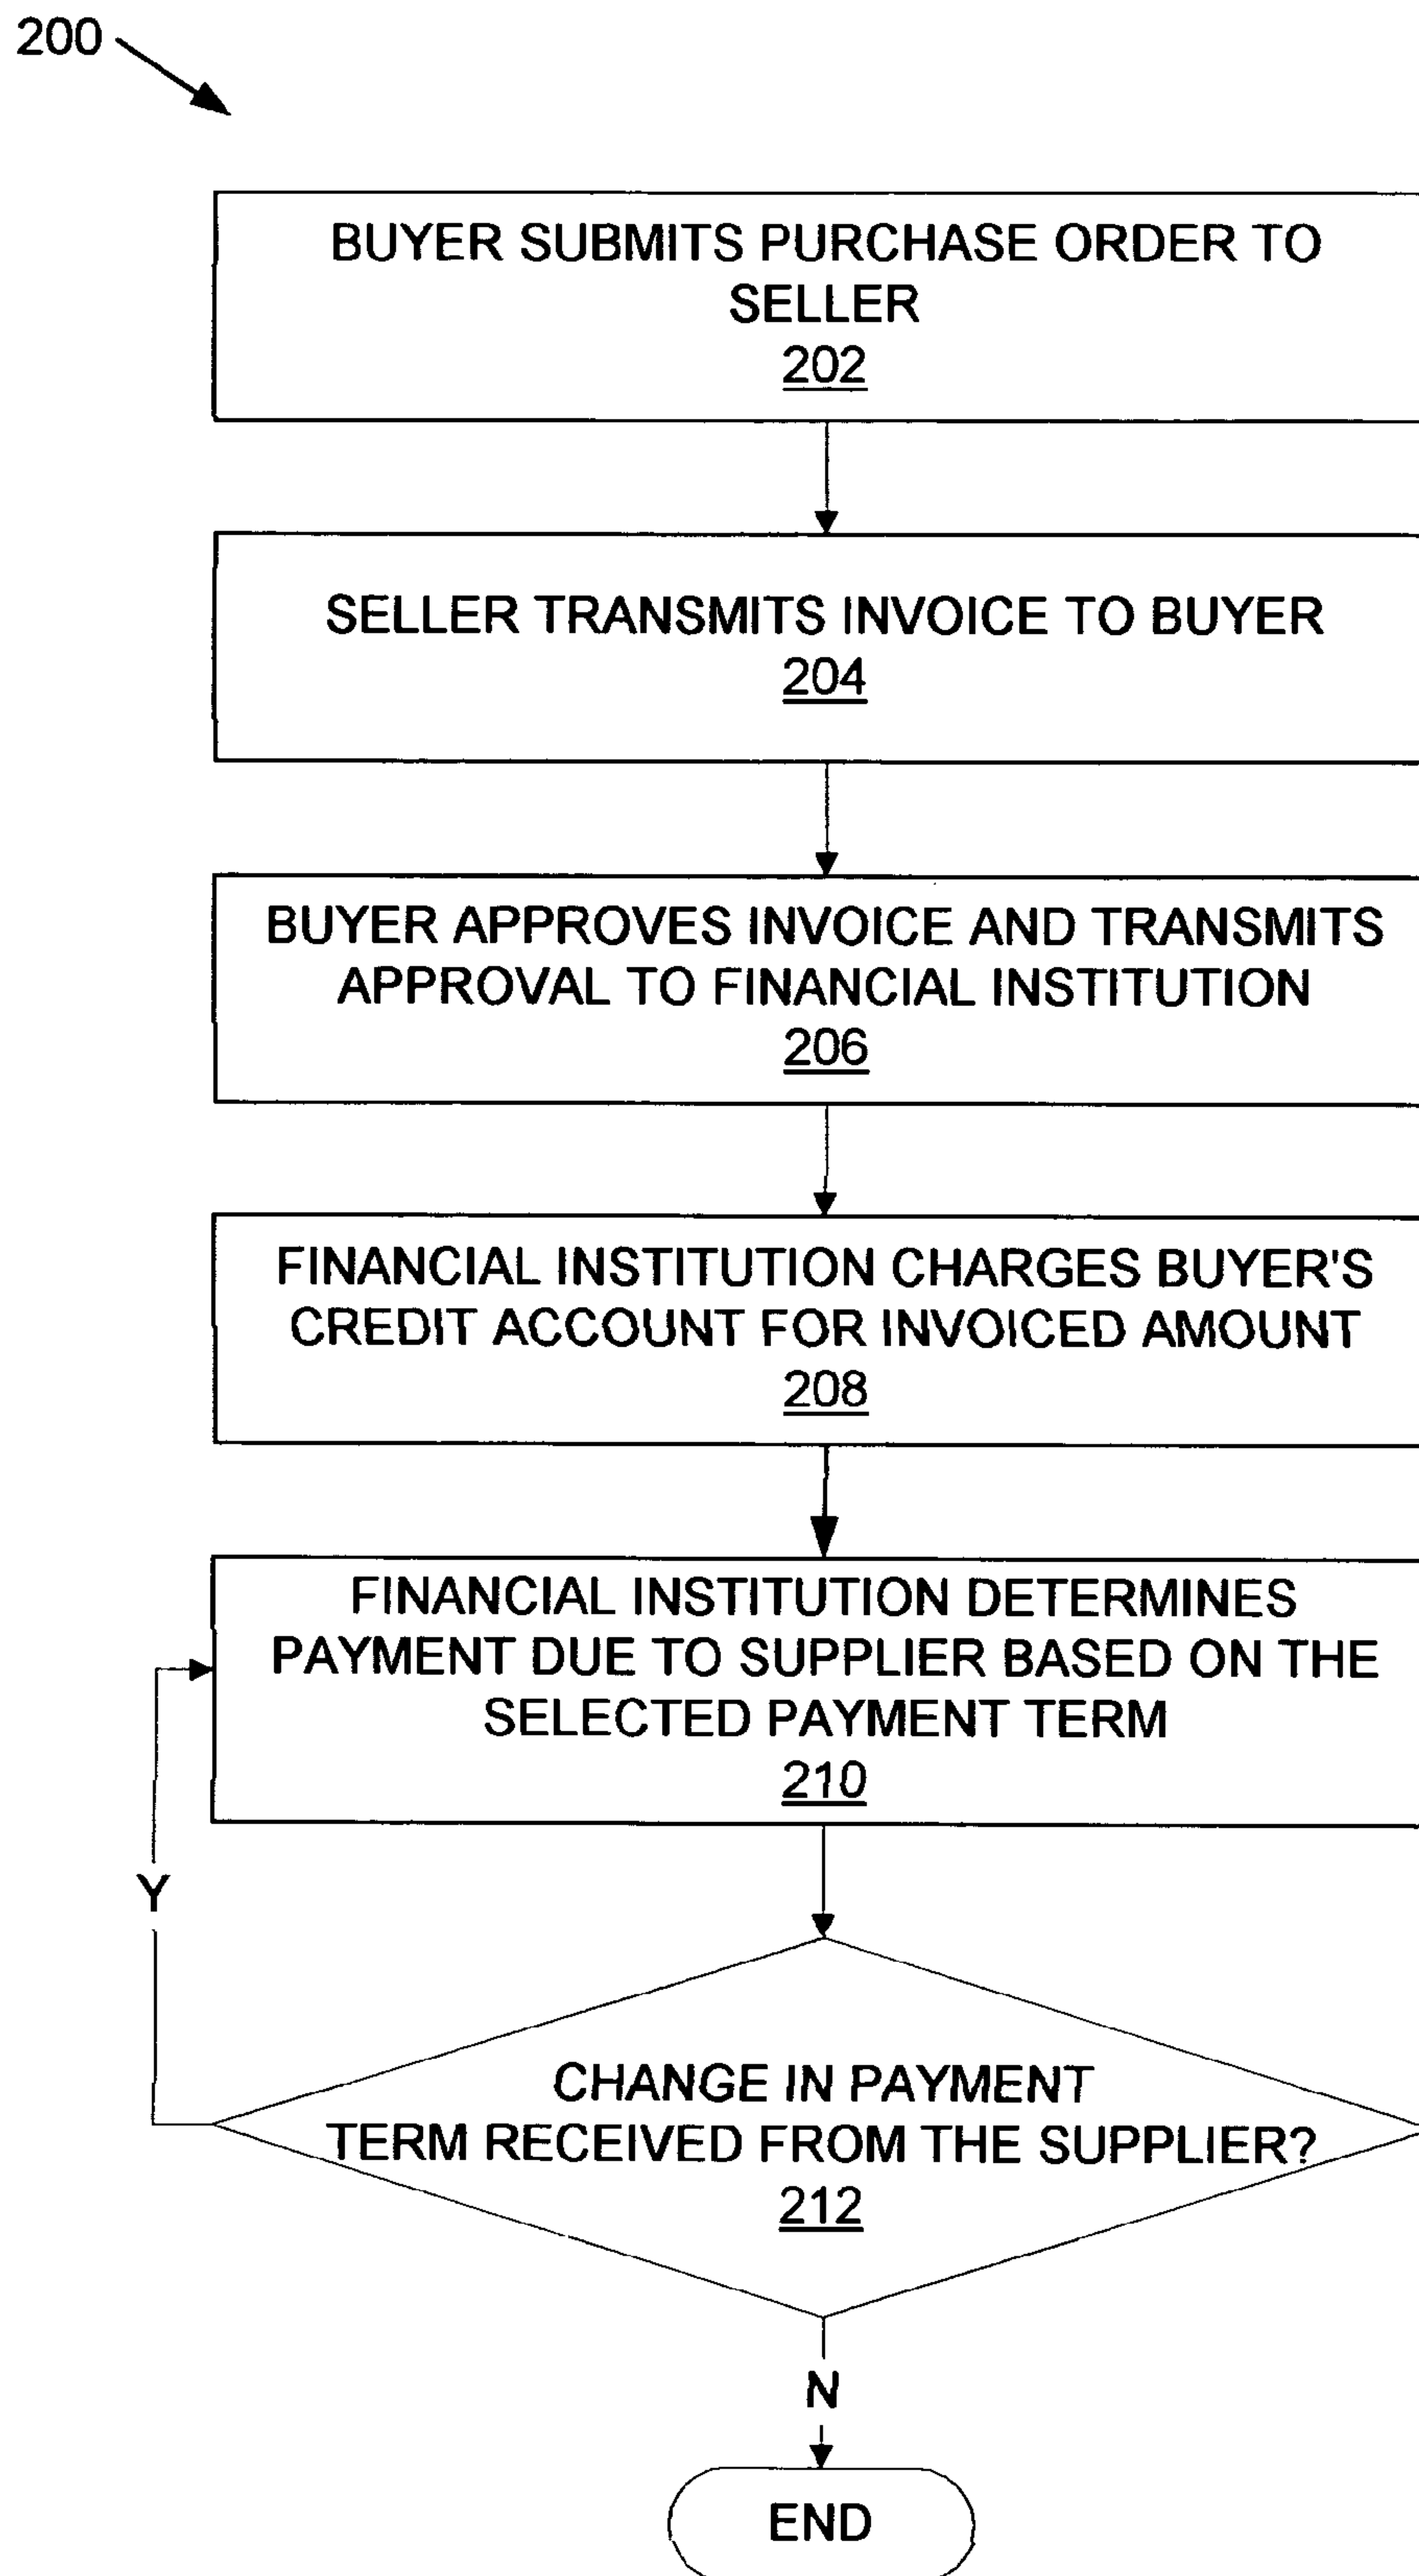 200
BUYER SUBMITS PURCHASE ORDER TO
SELLER
202
SELLER TRANSMITS INVOICE TO BUYER
204
BUYER APPROVES INVOICE AND TRANSMITS
APPROVAL TO FINANCIAL INSTITUTION
206
FINANCIAL INSTITUTION CHARGES BUYER'S
CREDIT ACCOUNT FOR INVOICED AMOUNT
208
FINANCIAL INSTITUTION DETERMINES
PAYMENT DUE TO SUPPLIER BASED ON THE
SELECTED PAYMENT TERM
210
Y
CHANGE IN PAYMENT
TERM RECEIVED FROM THE SUPPLIER?
212
N
END